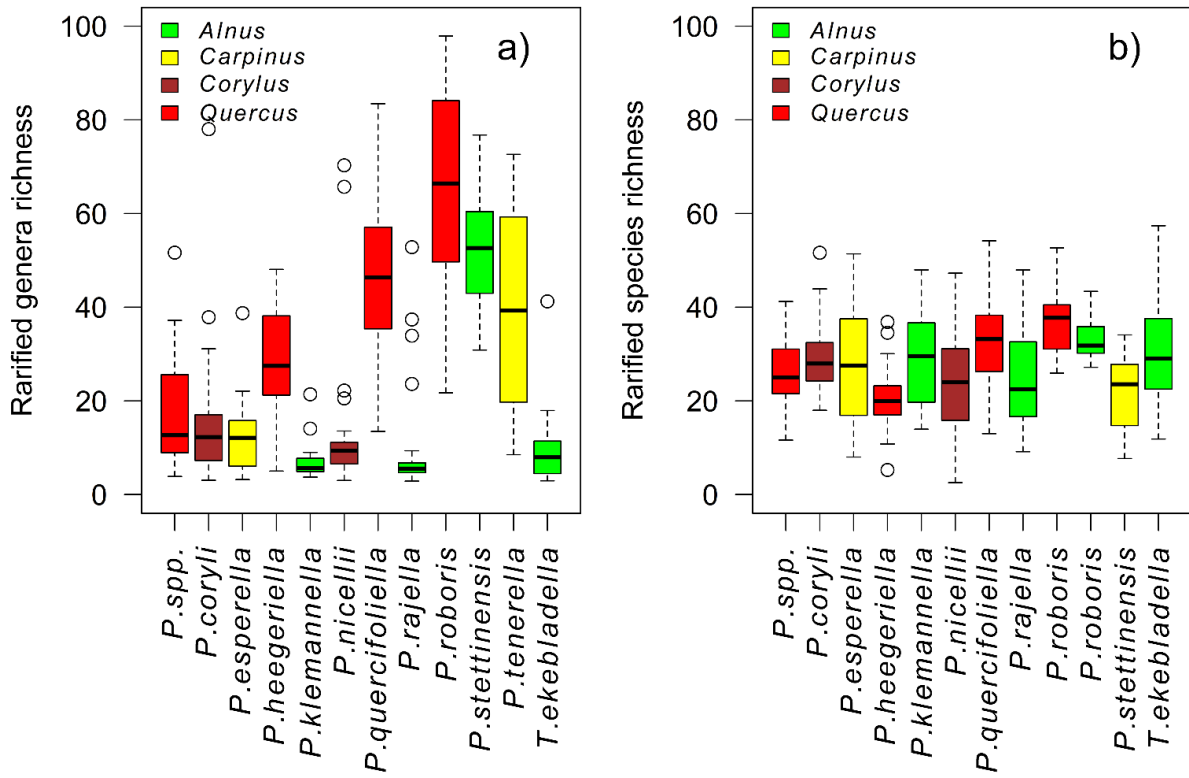 Rarified genera richness
100
80
60
40
20
0
Alnus
Carpinus
Corylus
Quercus
a)
P.spp.
P.coryli
P.esperella
P.heegeriella
P.klemannella
P.nicellii
P.quercifoliella
P.rajella
P.roboris
P.stettinensis
P.tenerella
T.ekebladella
Rarified species richness
100
80
60
40
20
0
Alnus
Carpinus
Corylus
Quercus
b)
P.spp.
P.coryli
P.esperella
P.heegeriella
P.klemannella
P.nicellii
P.quercifoliella
P.rajella
P.roboris
P.roboris
P.stettinensis
T.ekebladella